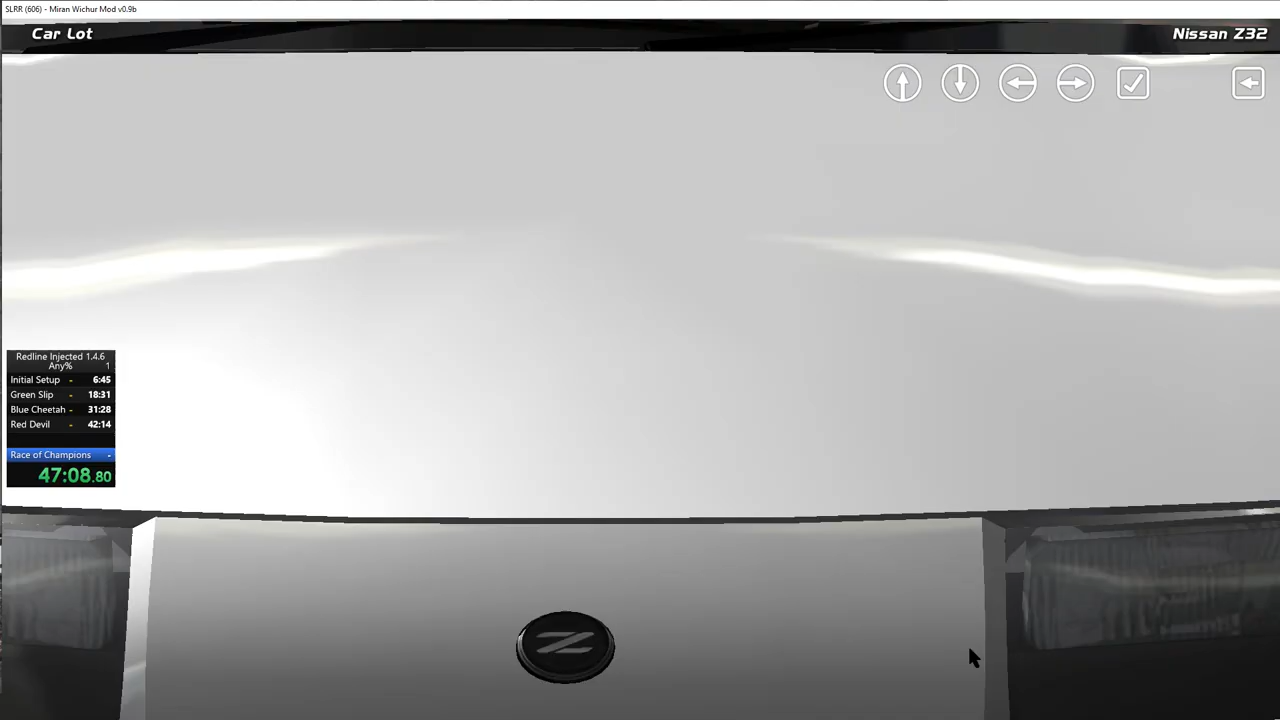 SLRR (606) - Miran Wichur Mod v0.9b
Car Lot
Nissan Z32
Redline Injected 1.4.6
Any% 1
Initial Setup - 6:45
Green Slip - 18:31
Blue Cheetah - 31:28
Red Devil - 42:14
Race of Champions -
47:08.80
Z